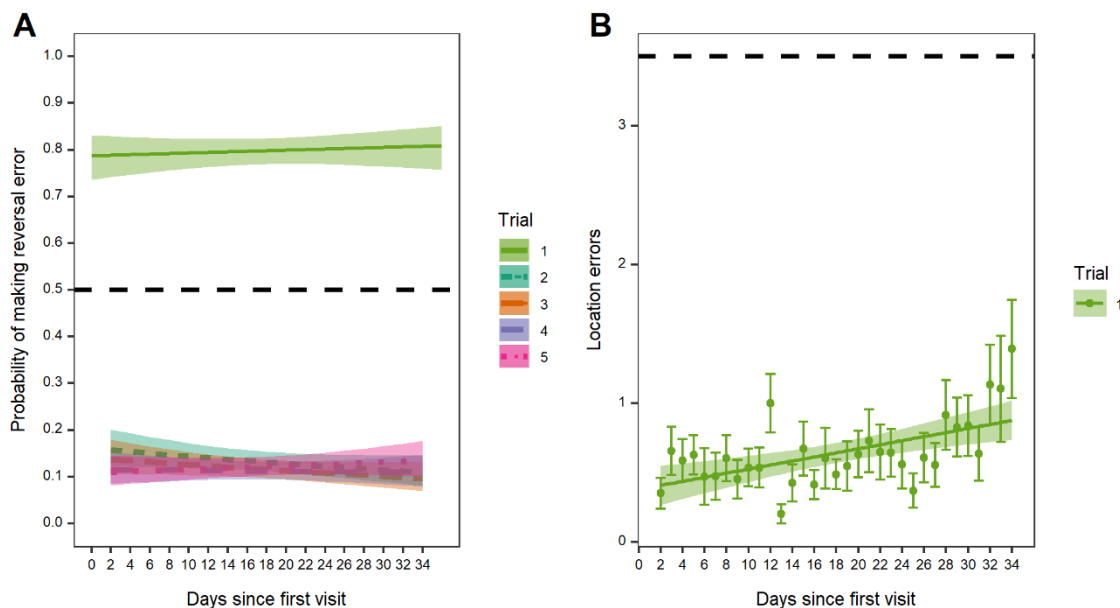 A
1.0
0.9
0.8
0.7
0.6
0.5
0.4
0.3
0.2
0.1
0.0
Probability of making reversal error
0 2 4 6 8 10 12 14 16 18 20 22 24 26 28 30 32 34
Days since first visit
Trial
1
2
3
4
5
B
3
2
1
0
Location errors
0 2 4 6 8 10 12 14 16 18 20 22 24 26 28 30 32 34
Days since first visit
Trial
1